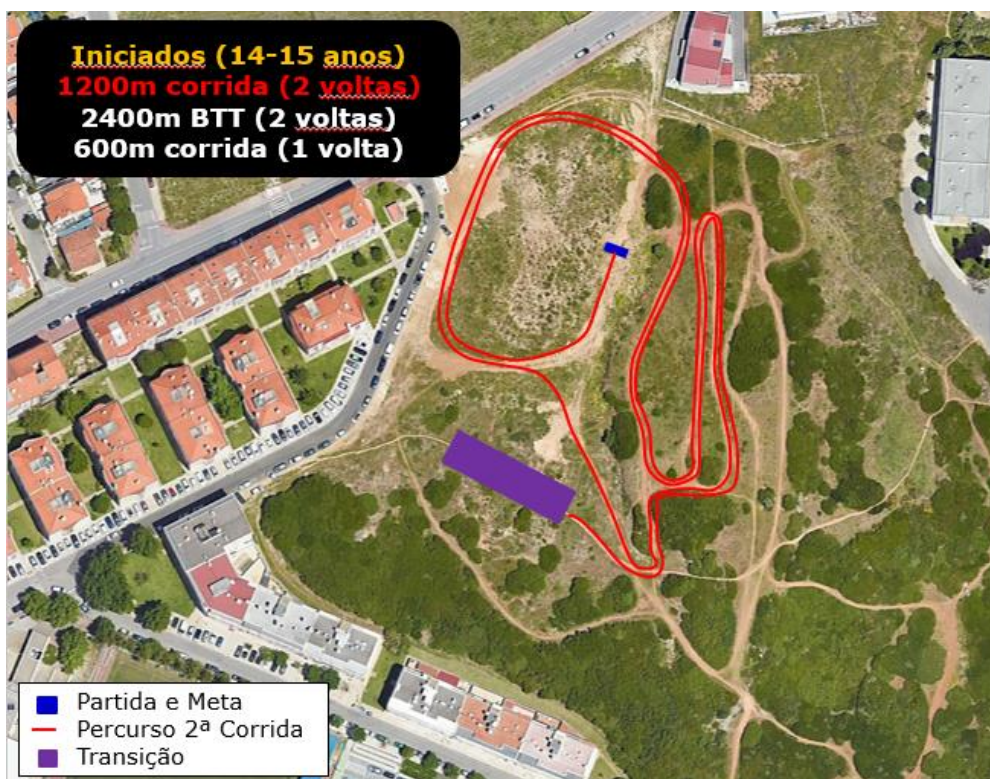 Iniciados (14-15 anos)
1200m corrida (2 voltas)
2400m BTT (2 voltas)
600m corrida (1 volta)
Partida e Meta
Percurso 2ª Corrida
Transição